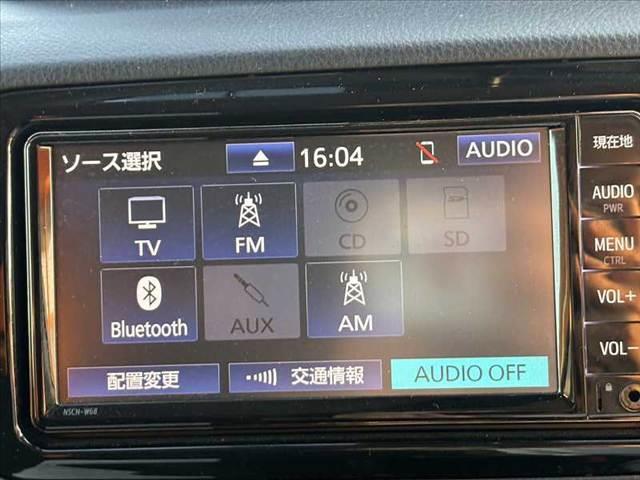 ソース選択 16:04 AUDIO
現在地
TV FM CD SD
AUDIO
PWR
MENU
CTRL
Bluetooth AUX AM
VOL+
VOL-
配置変更 交通情報 AUDIO OFF
NSCN-W68